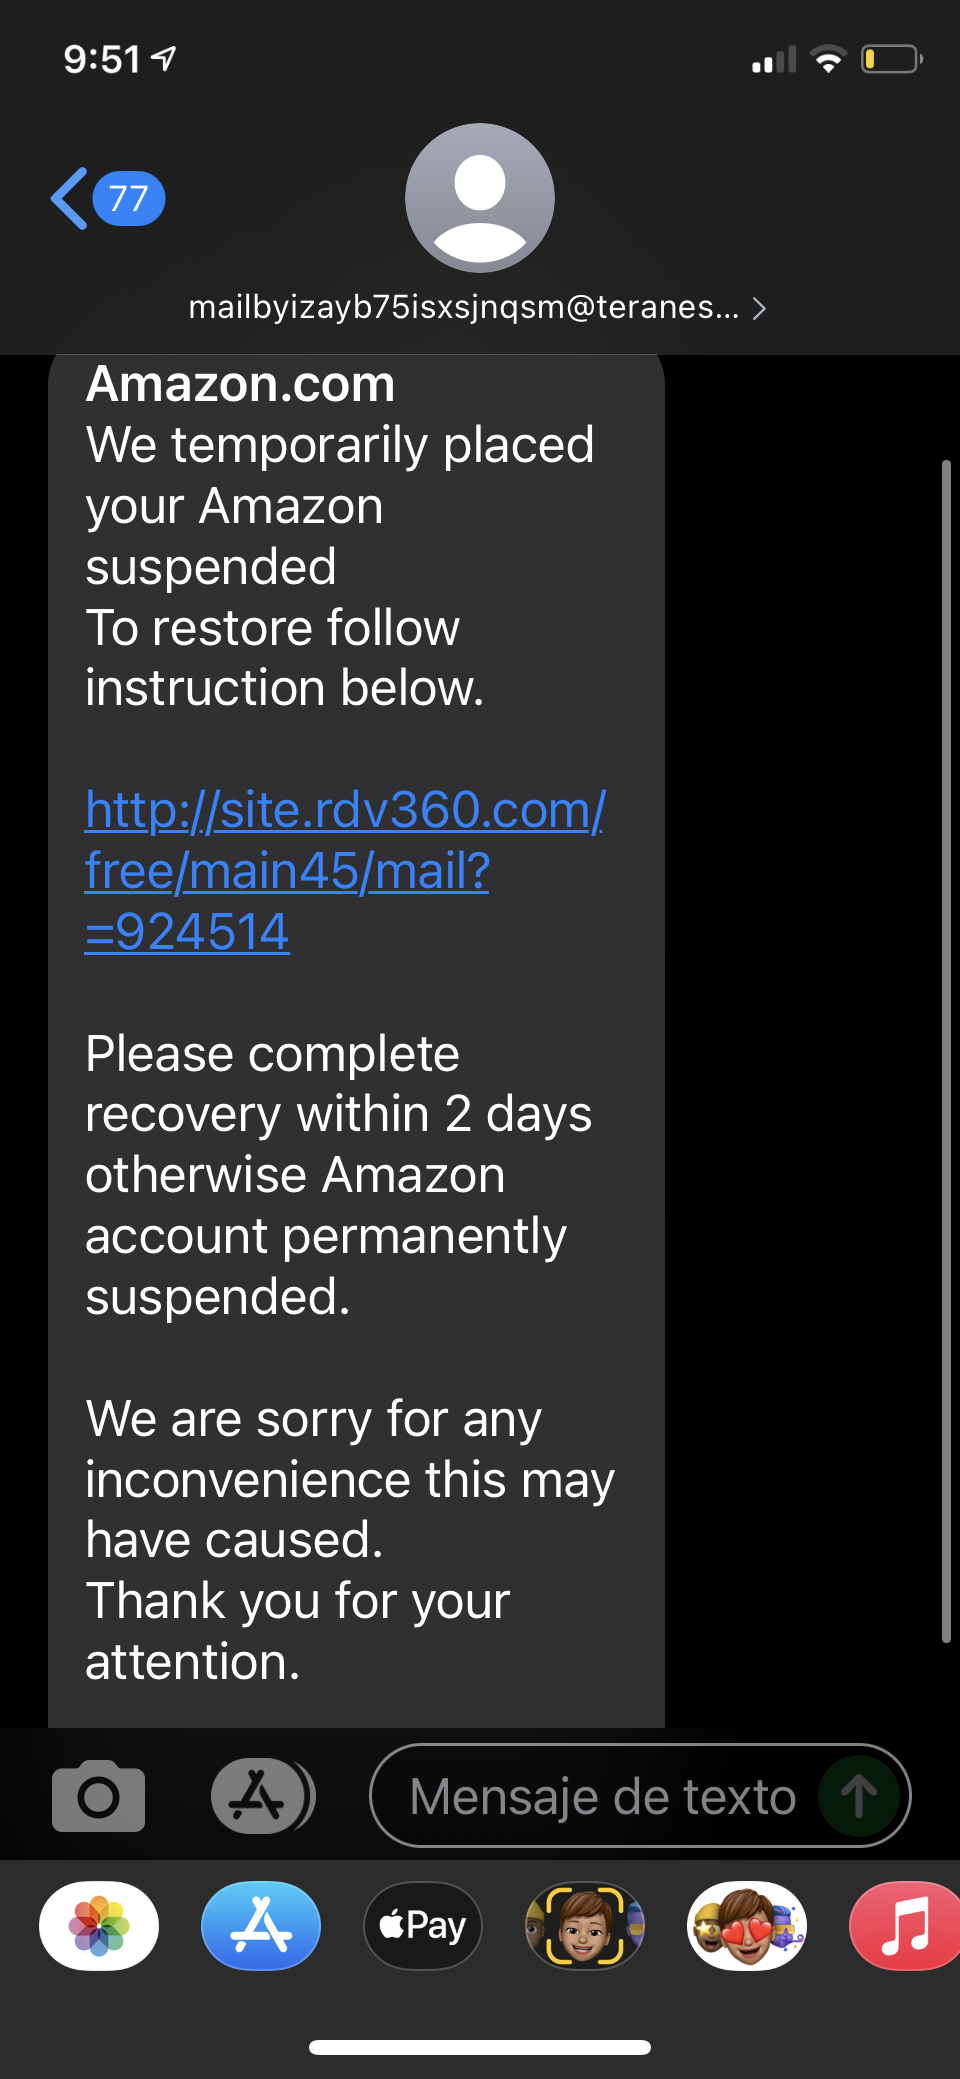 9:51
77
mailbyizayb75isxsjnqsm@teranes...
Amazon.com
We temporarily placed
your Amazon
suspended
To restore follow
instruction below.
http://site.rdv360.com/
free/main45/mail?
=924514
Please complete
recovery within 2 days
otherwise Amazon
account permanently
suspended.
We are sorry for any
inconvenience this may
have caused.
Thank you for your
attention.
Mensaje de texto
Pay